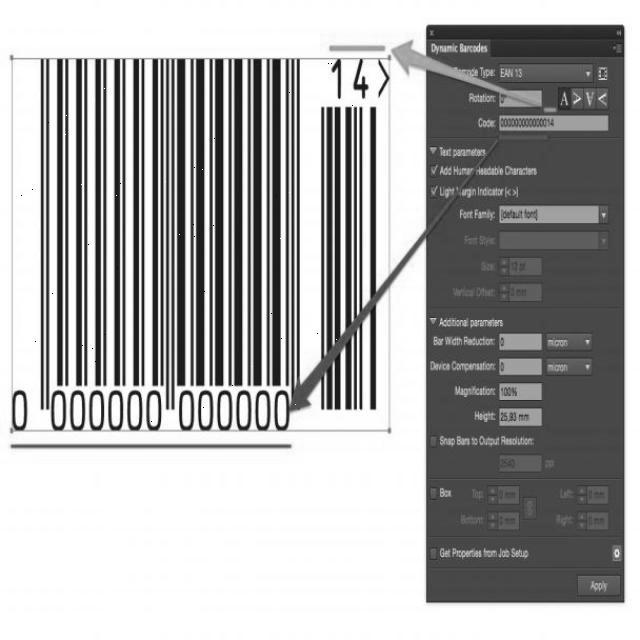 14>
0 000000 000000
Dynamic Barcodes
Barcode Type: EAN 13
Rotation: 0°
Code: 000000000000014
Text parameters
Add Human Readable Characters
Light Margin Indicator (< >)
Font Family: [default font]
Font Style:
Size: 12 pt
Vertical Offset: 0 mm
Additional parameters
Bar Width Reduction: 0 micron
Device Compensation: 0 micron
Magnification: 100%
Height: 25,93 mm
Snap Bars to Output Resolution:
2540 ppi
Box Top: 0 mm Left: 0 mm
Bottom: 0 mm Right: 0 mm
Get Properties from Job Setup
Apply